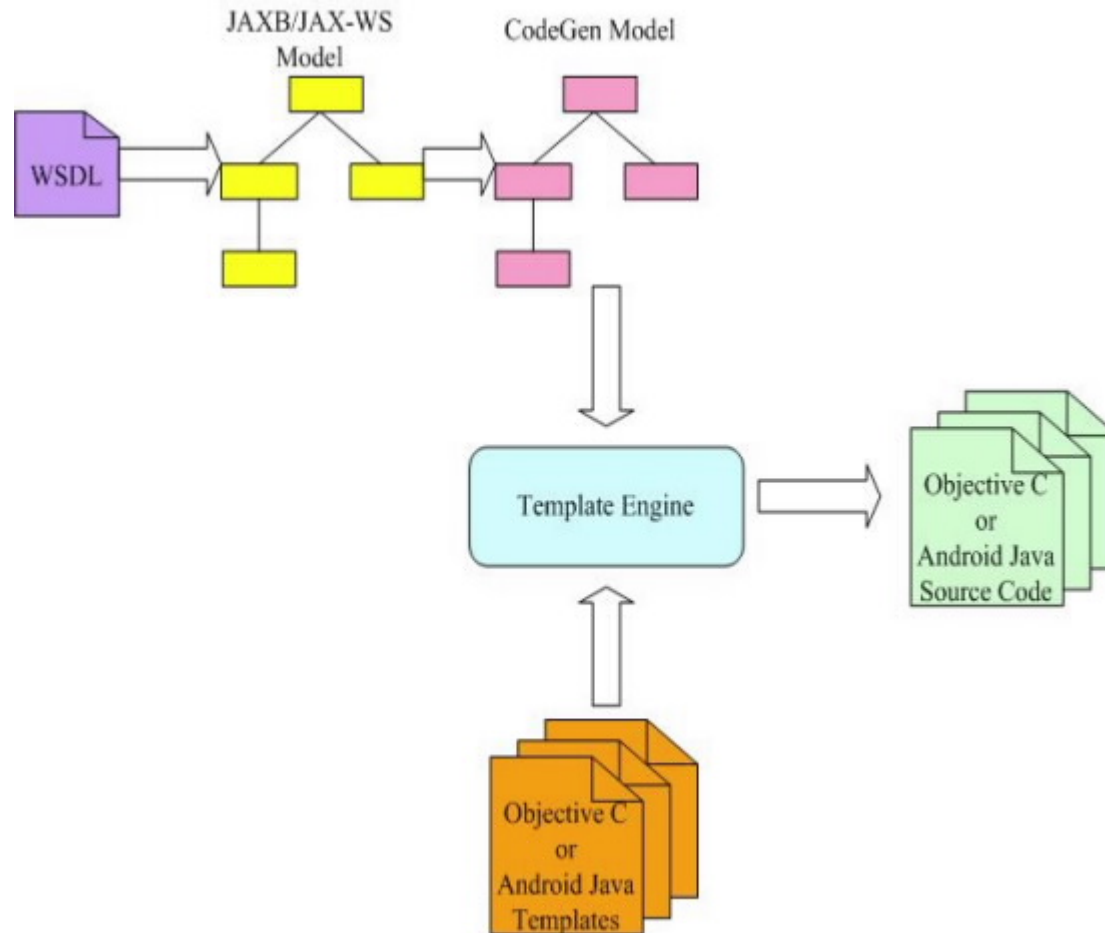 JAXB/JAX-WS
Model
CodeGen Model
WSDL
Template Engine
Objective C
or
Android Java
Source Code
Objective C
or
Android Java
Templates